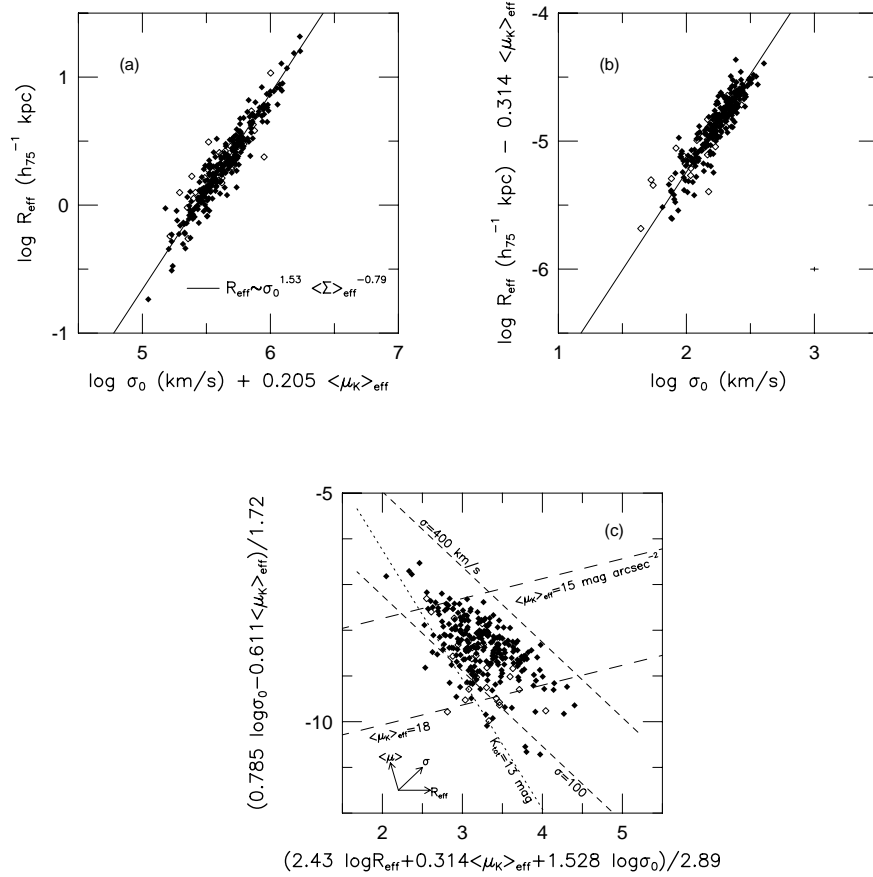 (a)
1
0
-1
5
6
7
log R_eff (h_75^-1 kpc)
R_eff~σ_0^1.53 <Σ>_eff^-0.79
log σ_0 (km/s) + 0.205 <μ_K>_eff
(b)
-4
-5
-6
1
2
3
log R_eff (h_75^-1 kpc) - 0.314 <μ_K>_eff
log σ_0 (km/s)
(c)
-5
-10
2
3
4
5
(0.785 logσ_0-0.611<μ_K>_eff)/1.72
σ=400 km/s
<μ_K>_eff=15 mag arcsec^-2
<μ_K>_eff=18
K_tot=13 mag
σ=100
<μ>
σ
R_eff
(2.43 logR_eff+0.314<μ_K>_eff+1.528 logσ_0)/2.89